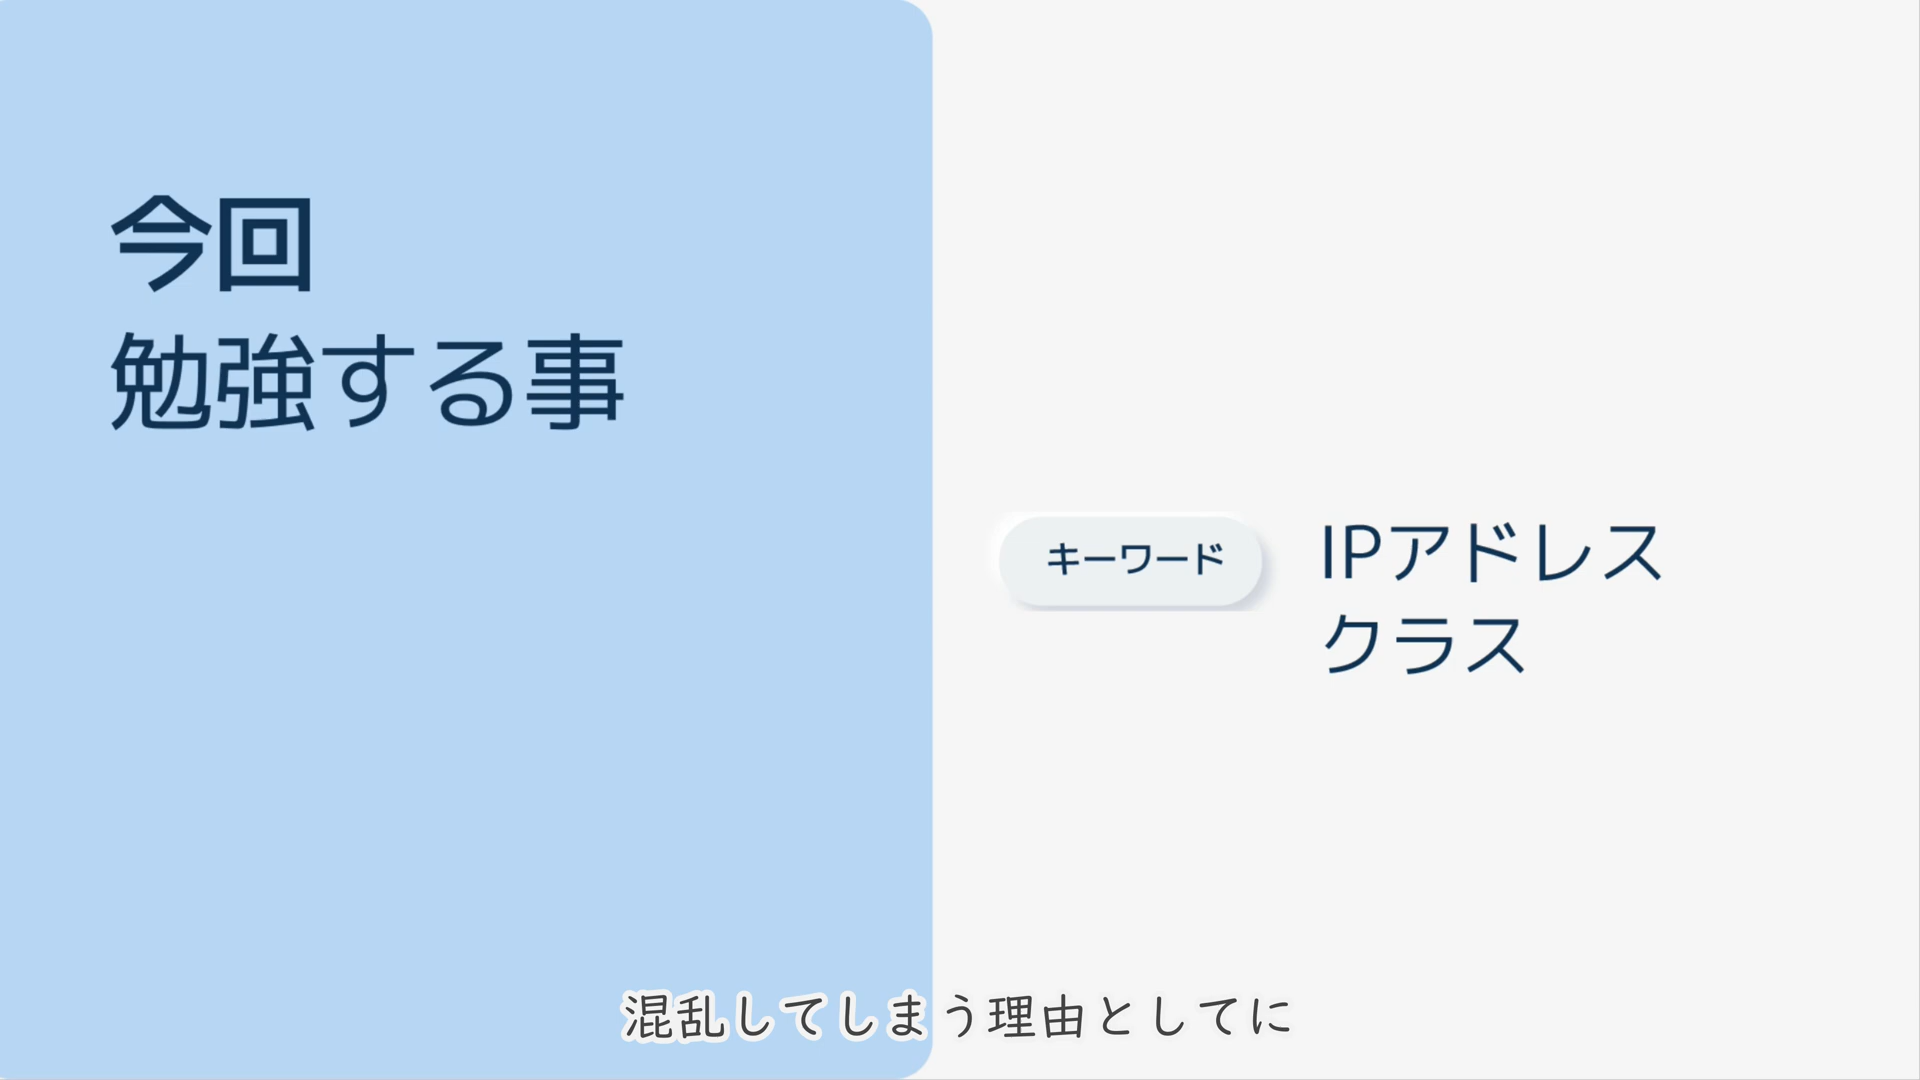 今回
勉強する事
キーワード
IPアドレス
クラス
混乱してしまう理由としてに